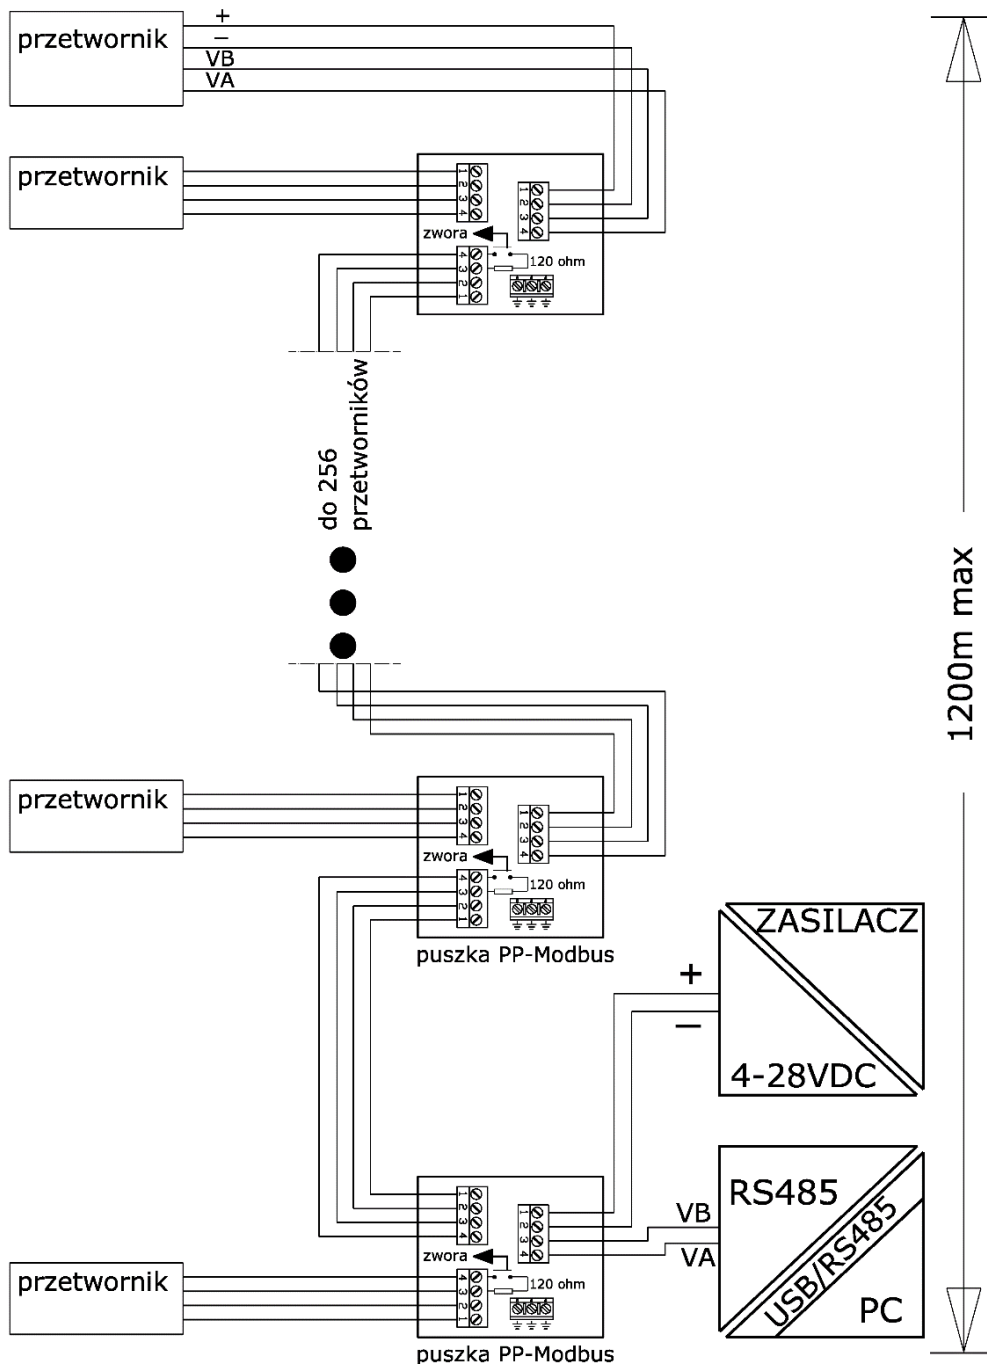 przetwornik
+
−
VB
VA
przetwornik
1
2
3
4
1
2
3
4
zwora
4
3
2
1
120 ohm
do 256
przetworników
1200m max
przetwornik
1
2
3
4
1
2
3
4
zwora
4
3
2
1
120 ohm
puszka PP-Modbus
+
−
ZASILACZ
4-28VDC
1
2
3
4
1
2
3
4
VB
VA
RS485
USB/RS485
PC
zwora
przetwornik
4
3
2
1
120 ohm
puszka PP-Modbus